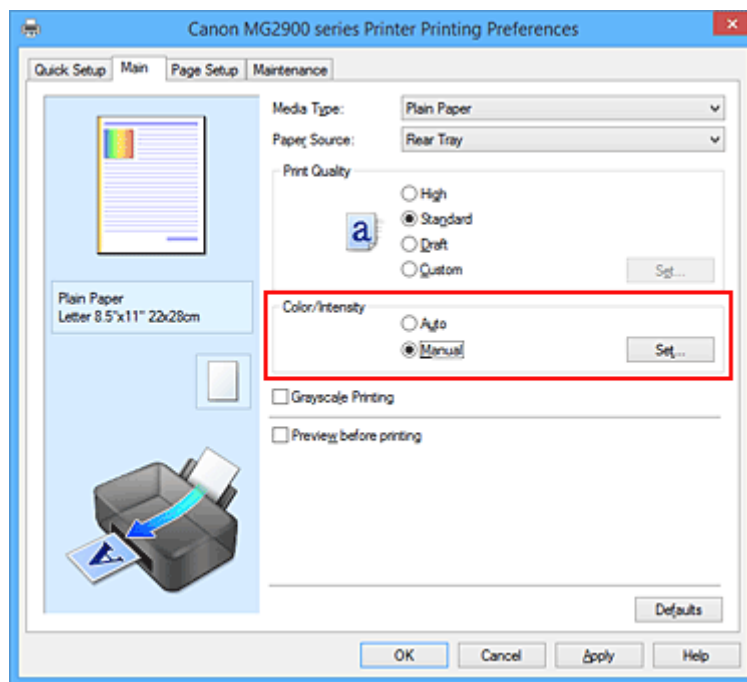 Canon MG2900 series Printer Printing Preferences
Quick Setup Main Page Setup Maintenance
Media Type: Plain Paper
Paper Source: Rear Tray
Print Quality
High
a Standard
Draft
Custom Set...
Plain Paper
Letter 8.5"x11" 22x28cm
Color/Intensity
Auto
Manual Set...
Grayscale Printing
Preview before printing
A
Defaults
OK Cancel Apply Help